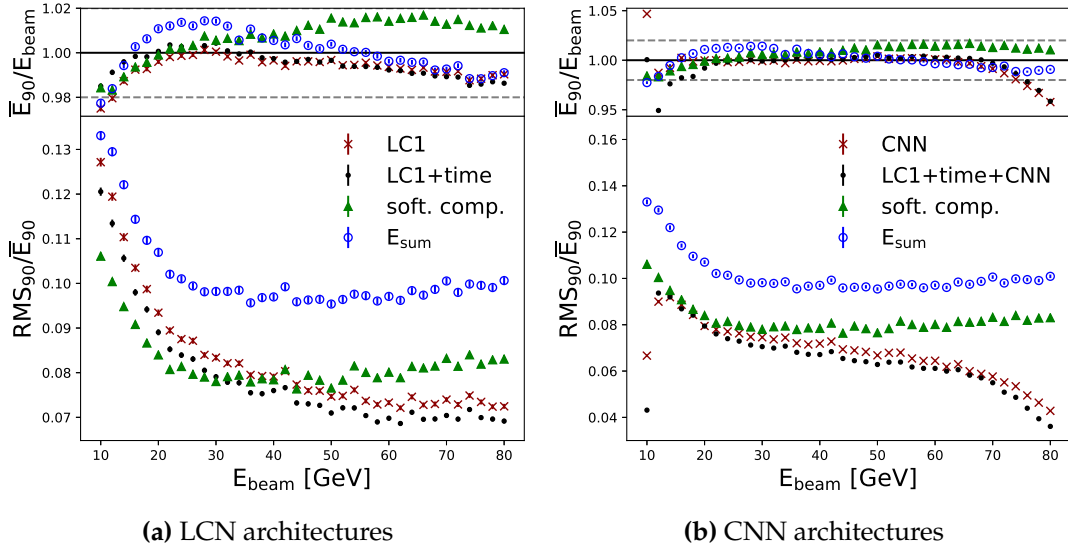 1.02
1.00
0.98
E̅90/Ebeam
0.13
0.12
0.11
0.10
0.09
0.08
0.07
RMS90/E̅90
LC1
LC1+time
soft. comp.
Esum
10 20 30 40 50 60 70 80
Ebeam [GeV]
(a) LCN architectures
1.05
1.00
0.95
E̅90/Ebeam
0.16
0.14
0.12
0.10
0.08
0.06
0.04
RMS90/E̅90
CNN
LC1+time+CNN
soft. comp.
Esum
10 20 30 40 50 60 70 80
Ebeam [GeV]
(b) CNN architectures